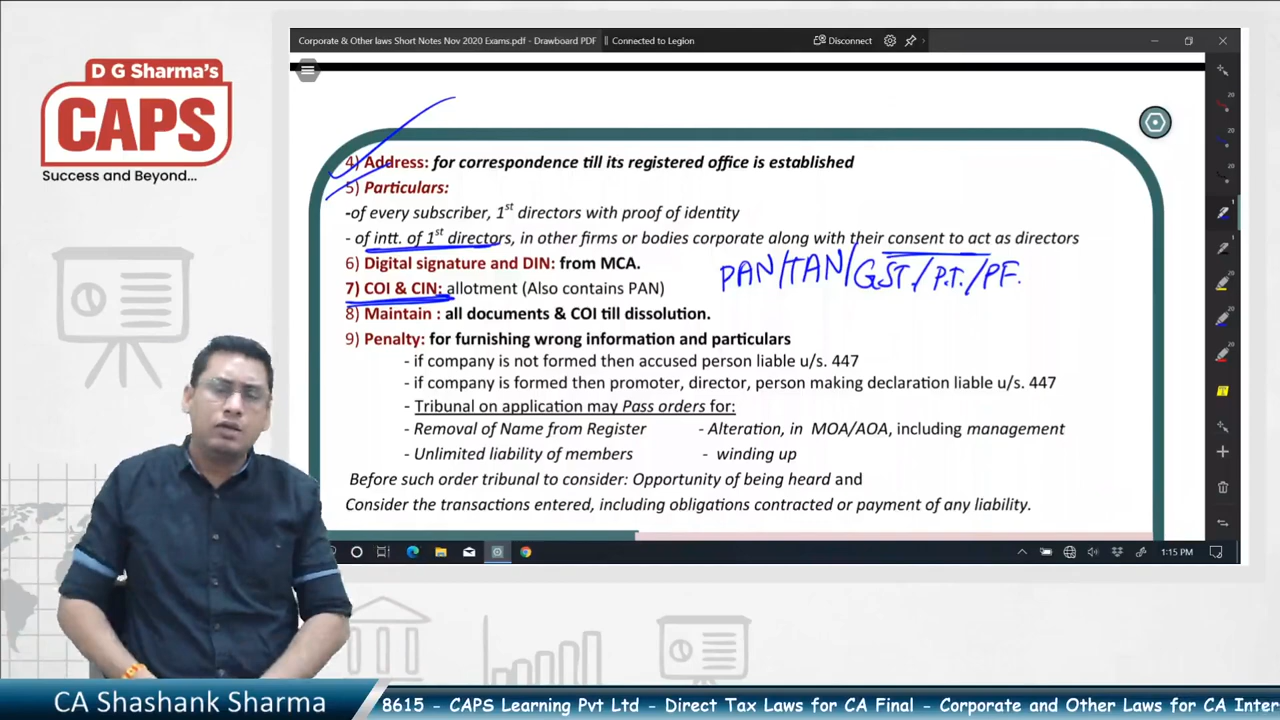 D G Sharma's
CAPS
Success and Beyond...
Corporate & Other laws Short Notes Nov 2020 Exams.pdf - Drawboard PDF
Connected to Legion
Disconnect
4) Address: for correspondence till its registered office is established
5) Particulars:
-of every subscriber, 1st directors with proof of identity
- of intt. of 1st directors, in other firms or bodies corporate along with their consent to act as directors
6) Digital signature and DIN: from MCA.
PAN/TAN/GST./P.T./PF.
7) COI & CIN: allotment (Also contains PAN)
8) Maintain : all documents & COI till dissolution.
9) Penalty: for furnishing wrong information and particulars
- if company is not formed then accused person liable u/s. 447
- if company is formed then promoter, director, person making declaration liable u/s. 447
- Tribunal on application may Pass orders for:
- Removal of Name from Register - Alteration, in MOA/AOA, including management
- Unlimited liability of members - winding up
Before such order tribunal to consider: Opportunity of being heard and
Consider the transactions entered, including obligations contracted or payment of any liability.
1:15 PM
CA Shashank Sharma
8615 - CAPS Learning Pvt Ltd - Direct Tax Laws for CA Final - Corporate and Other Laws for CA Inter